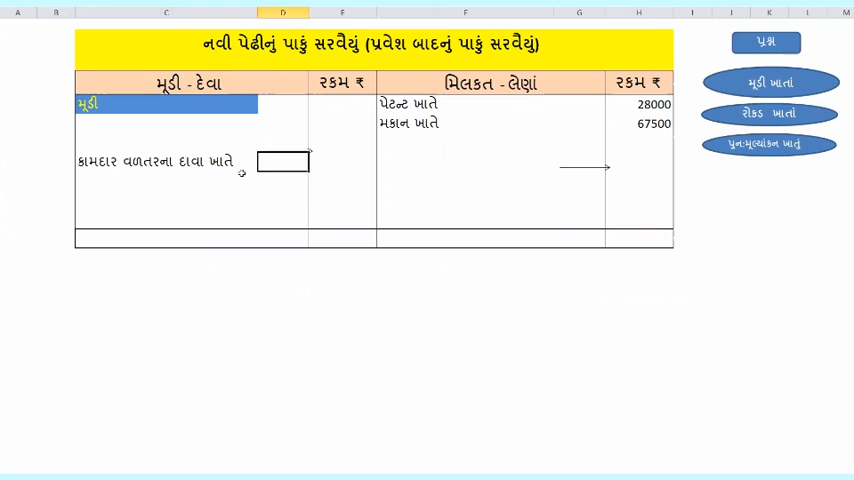 C D E F G H I J K L M
A B
નવી પેઢીનું પાકું સરવૈયું (પ્રવેશ બાદનું પાકું સરવૈયું)
મૂડી - દેવા રકમ ₹ મિલકત - લેણાં રકમ ₹
મૂડી પેટન્ટ ખાતે 28000
મકાન ખાતે 67500
કામદાર વળતરના દાવા ખાતે
પ્રશ્ન
મૂડી ખાતાં
રોકડ ખાતાં
પુન:મૂલ્યાંકન ખાતું